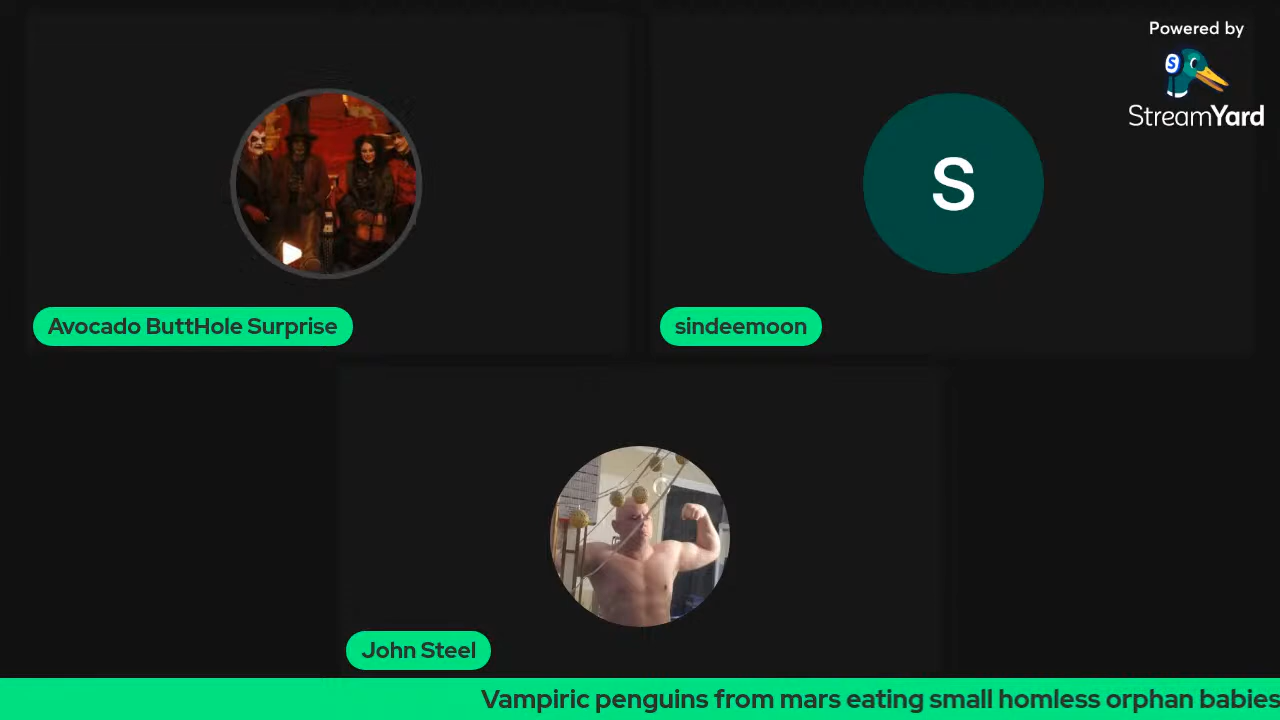 Powered by
StreamYard
S
S
Avocado ButtHole Surprise
sindeemoon
John Steel
Vampiric penguins from mars eating small homless orphan babies